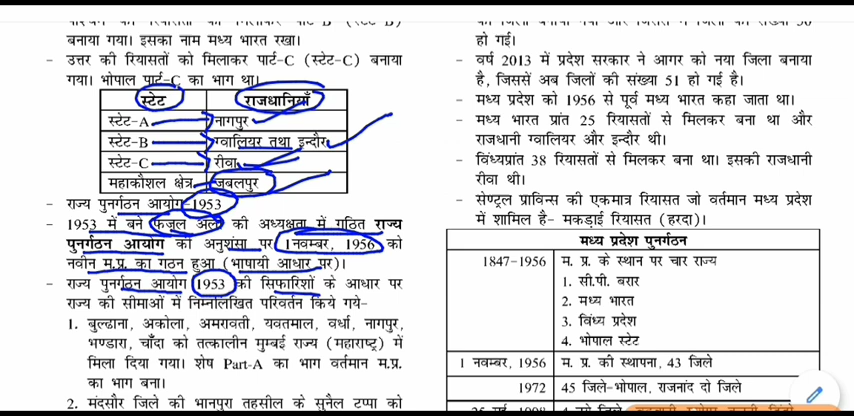 बनाया गया। इसका नाम मध्य भारत रखा।
- उत्तर की रियासतों को मिलाकर पार्ट-C (स्टेट-C) बनाया
गया। भोपाल पार्ट-C का भाग था।
स्टेट राजधानियाँ
स्टेट-A नागपुर
स्टेट-B ग्वालियर तथा इन्दौर
स्टेट-C रीवा
महाकौशल क्षेत्र जबलपुर
- राज्य पुनर्गठन आयोग-1953
- 1953 में बने फजल अली की अध्यक्षता में गठित राज्य
पुनर्गठन आयोग की अनुशंसा पर 1नवम्बर, 1956 को
नवीन म.प्र. का गठन हुआ (भाषायी आधार पर)।
- राज्य पुनर्गठन आयोग 1953 की सिफारिशों के आधार पर
राज्य की सीमाओं में निम्नलिखित परिवर्तन किये गये-
1. बुल्ढाना, अकोला, अमरावती, यवतमाल, वर्धा, नागपुर,
भण्डारा, चाँदा को तत्कालीन मुम्बई राज्य (महाराष्ट्र) में
मिला दिया गया। शेष Part-A का भाग वर्तमान म.प्र.
का भाग बना।
2. मंदसौर जिले की भानपुरा तहसील के सुनैल टप्पा को
हो गई।
- वर्ष 2013 में प्रदेश सरकार ने आगर को नया जिला बनाया
है, जिससें अब जिलों की संख्या 51 हो गई है।
- मध्य प्रदेश को 1956 से पूर्व मध्य भारत कहा जाता था।
- मध्य भारत प्रांत 25 रियासतों से मिलकर बना था और
राजधानी ग्वालियर और इन्दौर थी।
- विंध्यप्रांत 38 रियासतों से मिलकर बना था। इसकी राजधानी
रीवा थी।
- सेण्ट्रल प्राविन्स की एकमात्र रियासत जो वर्तमान मध्य प्रदेश
में शामिल है- मकड़ाई रियासत (हरदा)।
मध्य प्रदेश पुनर्गठन
1847-1956 म. प्र. के स्थान पर चार राज्य
1. सी.पी. बरार
2. मध्य भारत
3. विंध्य प्रदेश
4. भोपाल स्टेट
1 नवम्बर, 1956 म. प्र. की स्थापना, 43 जिले
1972 45 जिले-भोपाल, राजनांद दो जिले